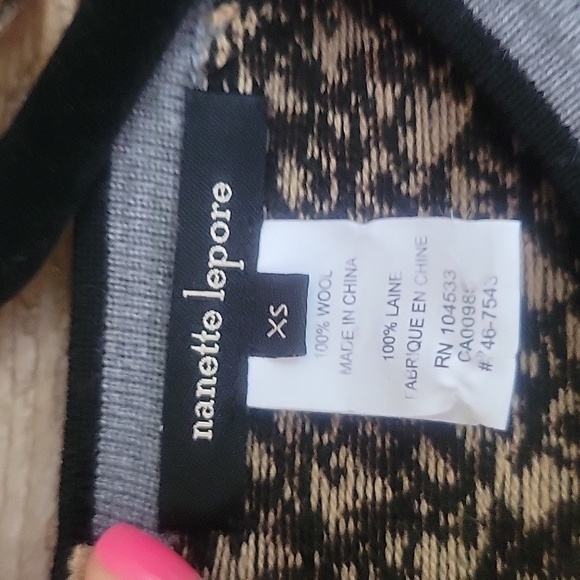 nanette lepore
XS
100% WOOL
MADE IN CHINA
100% LAINE
FABRIQUE EN CHINE
RN 104533